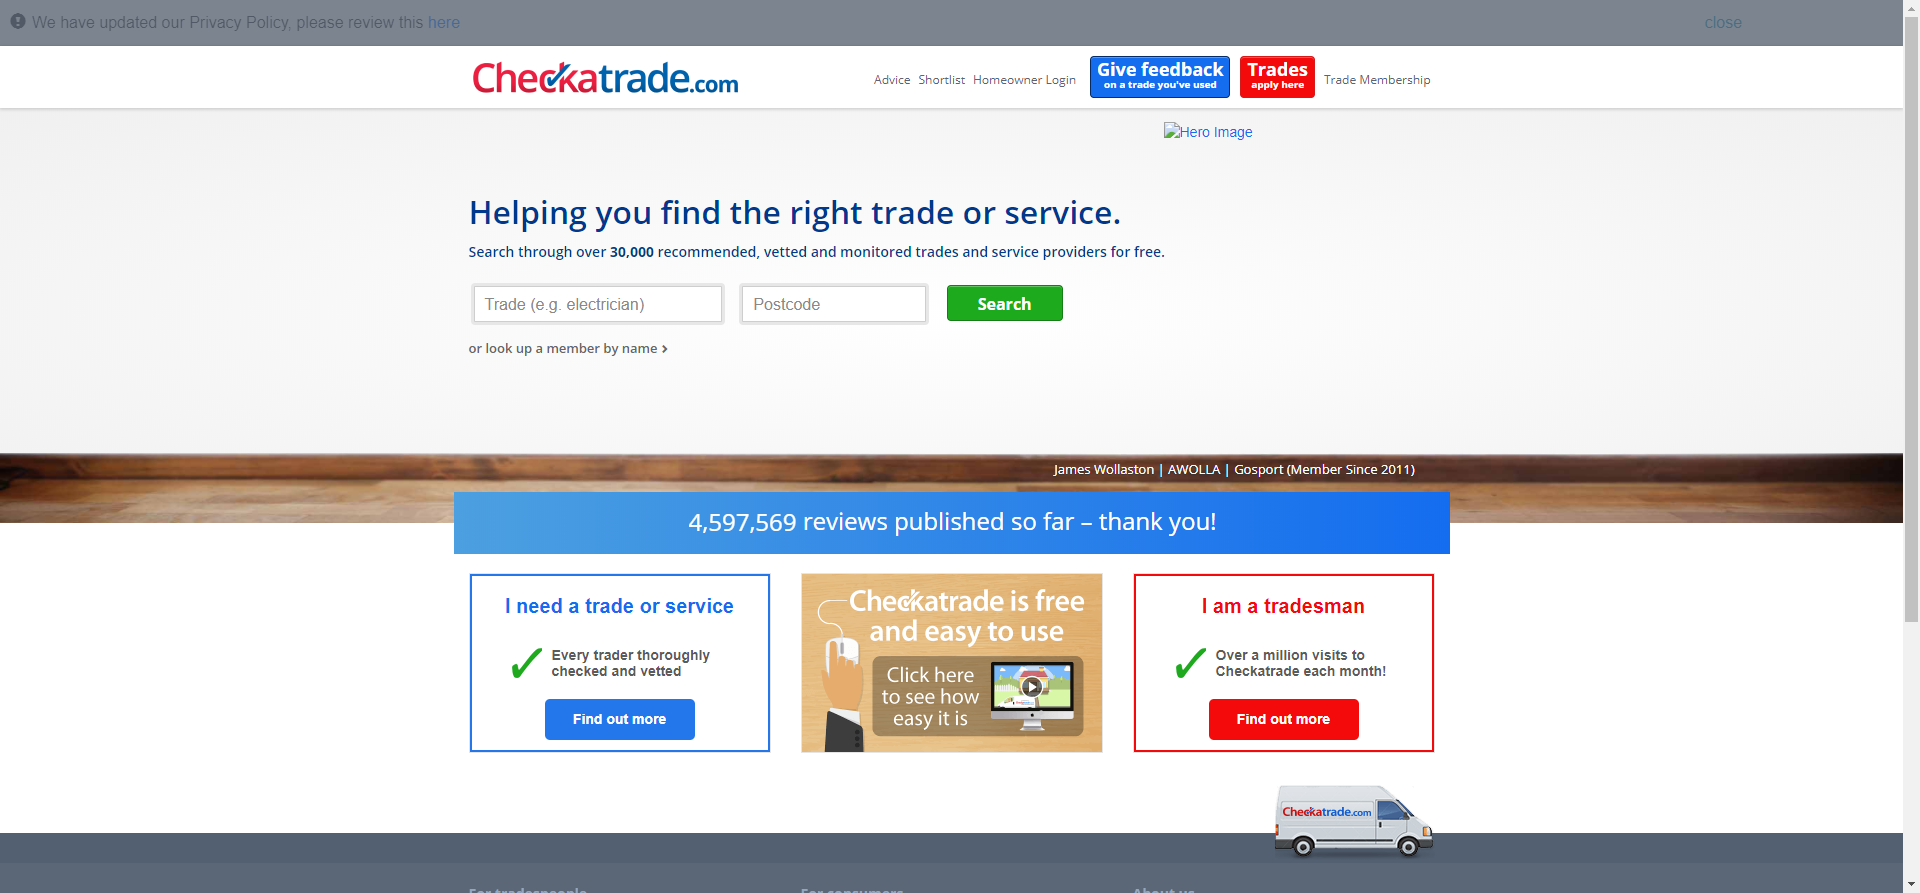 We have updated our Privacy Policy, please review this here
close
Checkatrade.com
Advice Shortlist Homeowner Login
Give feedback
on a trade you've used
Trades
apply here
Trade Membership
Hero Image
Helping you find the right trade or service.
Search through over 30,000 recommended, vetted and monitored trades and service providers for free.
Trade (e.g. electrician)
Postcode
Search
or look up a member by name
James Wollaston | AWOLLA | Gosport (Member Since 2011)
4,597,569 reviews published so far – thank you!
I need a trade or service
Every trader thoroughly
checked and vetted
Find out more
Checkatrade is free
and easy to use
Click here
to see how
easy it is
I am a tradesman
Over a million visits to
Checkatrade each month!
Find out more
Checkatrade.com
For tradespeople
For consumers
About us